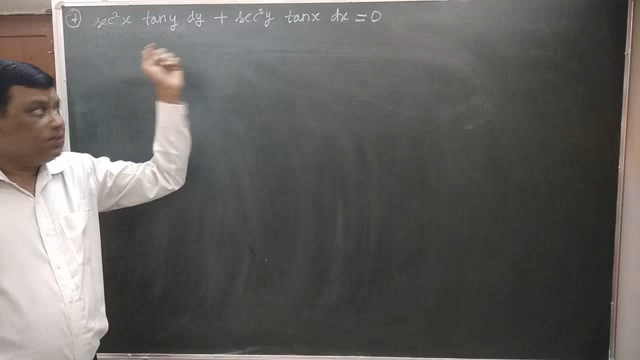 7) sec²x tany dy + sec²y tanx dx = 0